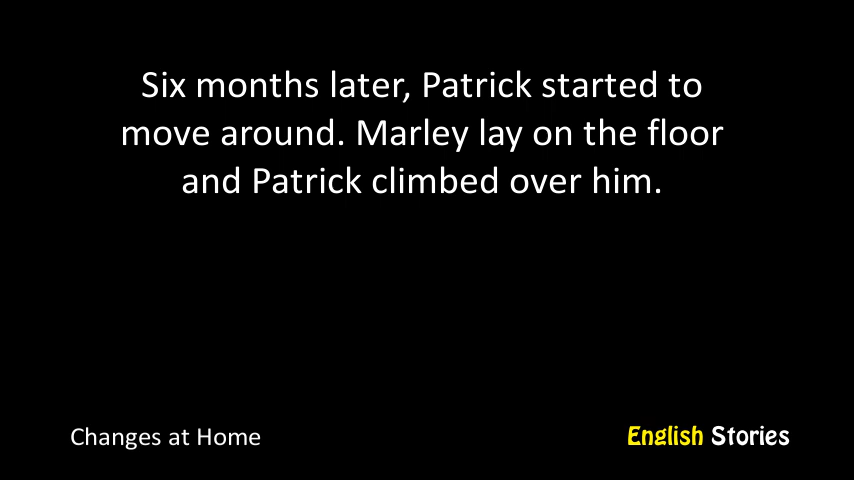 Six months later, Patrick started to
move around. Marley lay on the floor
and Patrick climbed over him.
Changes at Home
English Stories